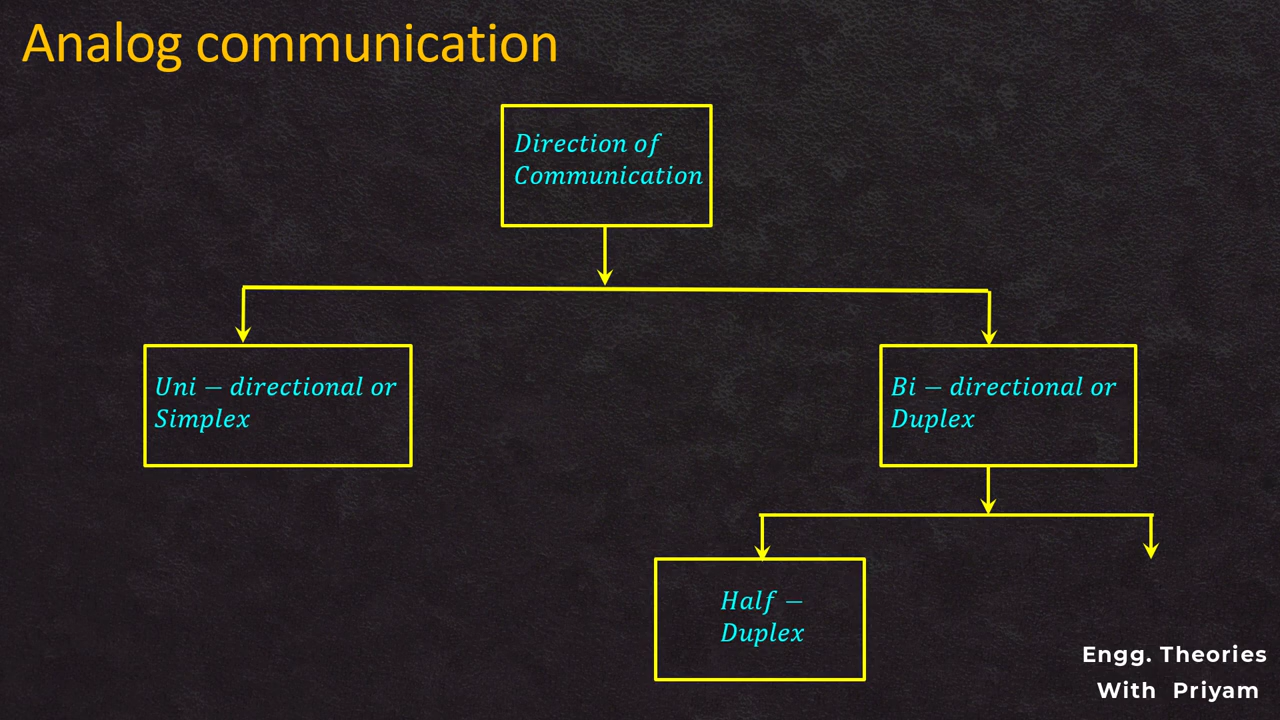 Analog communication
Direction of
Communication
Uni – directional or
Simplex
Bi – directional or
Duplex
Half –
Duplex
Engg. Theories
With Priyam